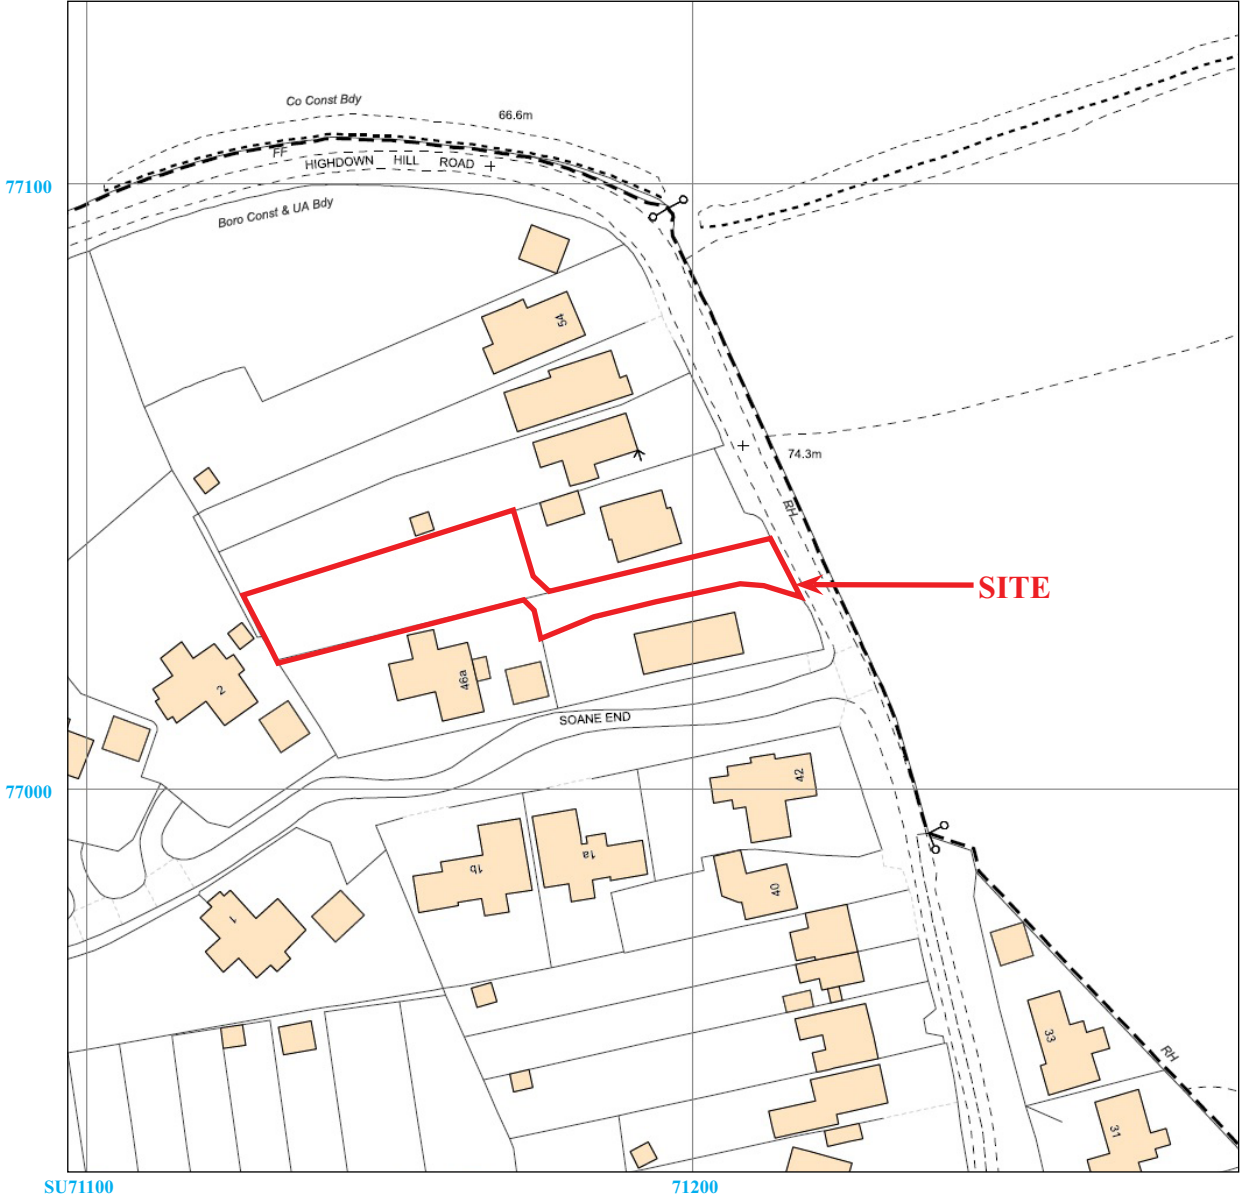 Co Const Bdy
66.6m
FF
HIGHDOWN HILL ROAD
77100
Boro Const & UA Bdy
54
74.3m
RH
SITE
2
46a
SOANE END
42
77000
1b
1a
40
1
33
RH
31
SU71100
71200